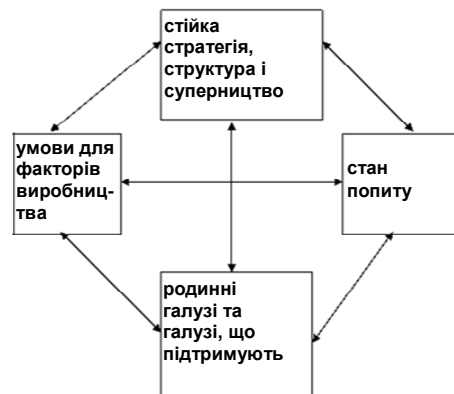 стійка
стратегія,
структура і
суперництво
умови для
факторів
виробниц-
тва
стан
попиту
родинні
галузі та
галузі, що
підтримують